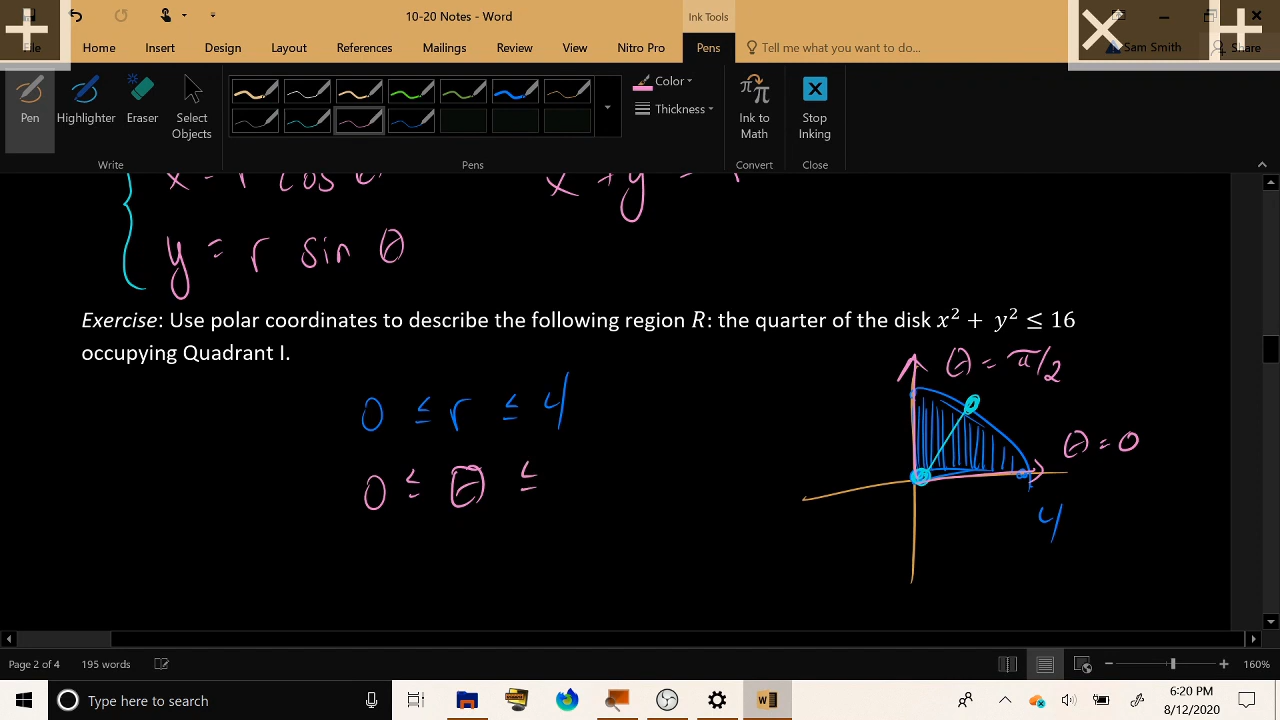 10-20 Notes - Word
Ink Tools
File Home Insert Design Layout References Mailings Review View Nitro Pro Pens Tell me what you want to do... Sam Smith Share
Pen Highlighter Eraser Select Objects
Color
Thickness
Ink to Math
Stop Inking
Write Pens Convert Close
y = r sin θ
Exercise: Use polar coordinates to describe the following region R: the quarter of the disk x² + y² ≤ 16
occupying Quadrant I.
θ = π/2
0 ≤ r ≤ 4
θ = 0
0 ≤ θ ≤
4
Page 2 of 4 195 words 160%
Type here to search
6:20 PM
8/12/2020